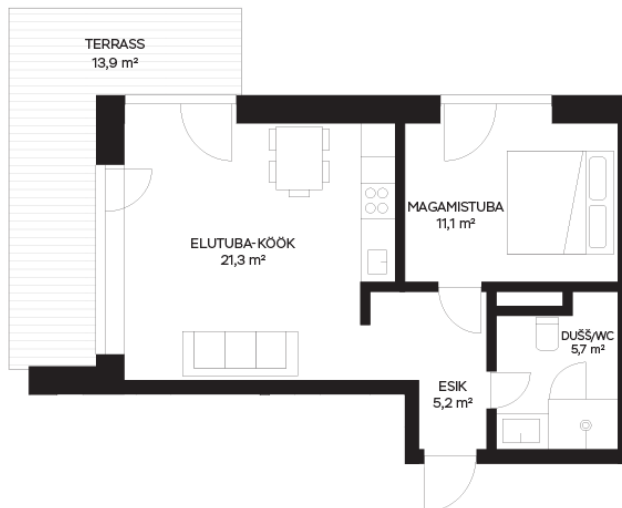 TERRASS
13,9 m²
ELUTUBA-KÖÖK
21,3 m²
MAGAMISTUBA
11,1 m²
DUŠŠ/WC
5,7 m²
ESIK
5,2 m²